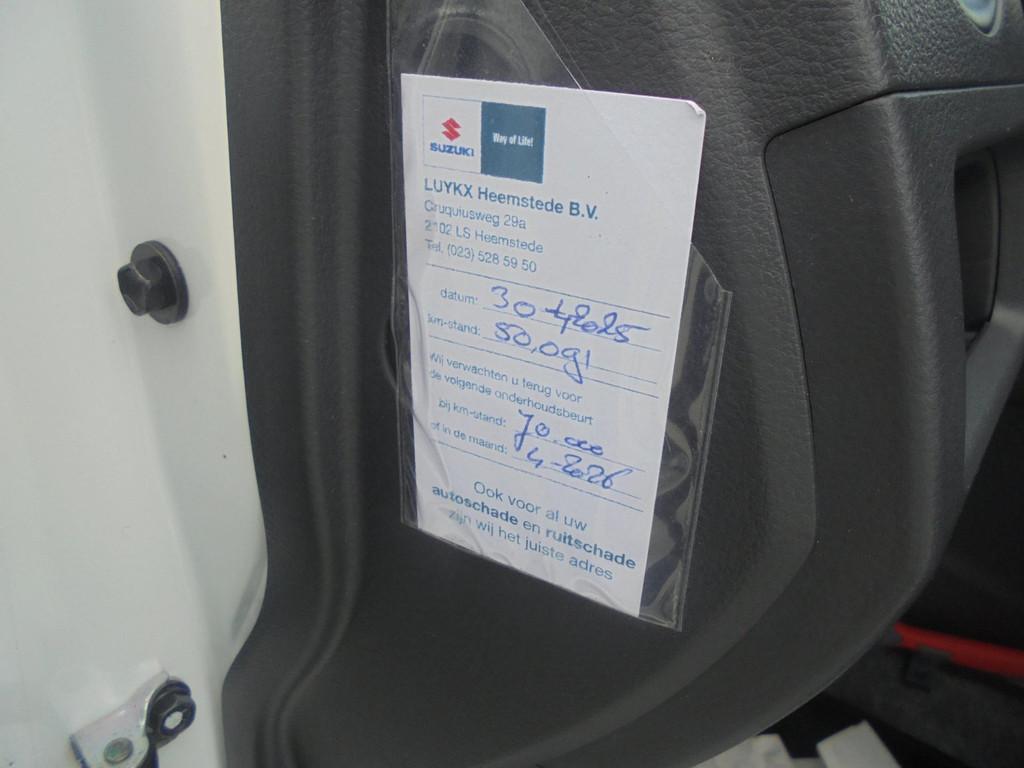 SUZUKI
Way of Life!
LUYKX Heemstede B.V.
Cruquiusweg 29a
2102 LS Heemstede
Tel. (023) 528 59 50
datum: 30-4-2025
km-stand: 50,091
Wij verwachten u terug voor
de volgende onderhoudsbeurt
bij km-stand: 70.000
of in de maand: 4-2026
Ook voor al uw
autoschade en ruitschade
zijn wij het juiste adres